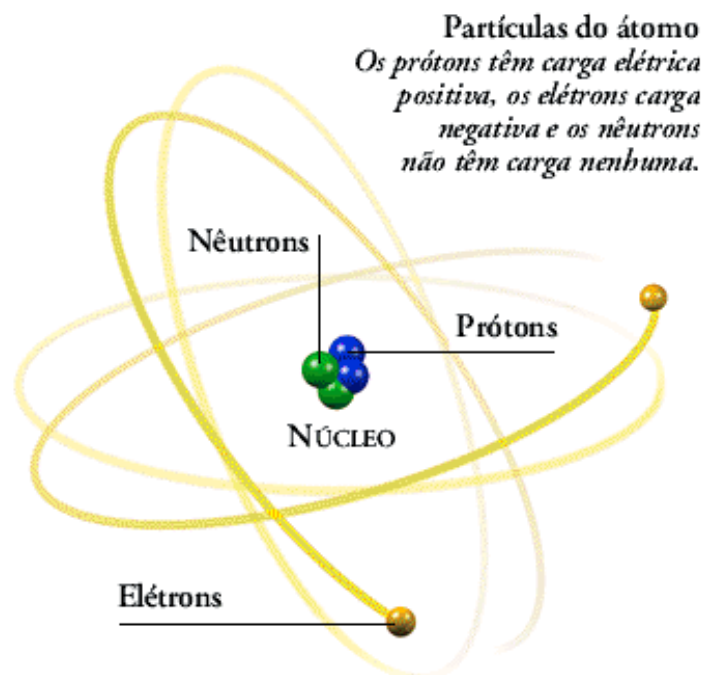 Partículas do átomo
Os prótons têm carga elétrica
positiva, os elétrons carga
negativa e os nêutrons
não têm carga nenhuma.
Nêutrons
Prótons
NÚCLEO
Elétrons